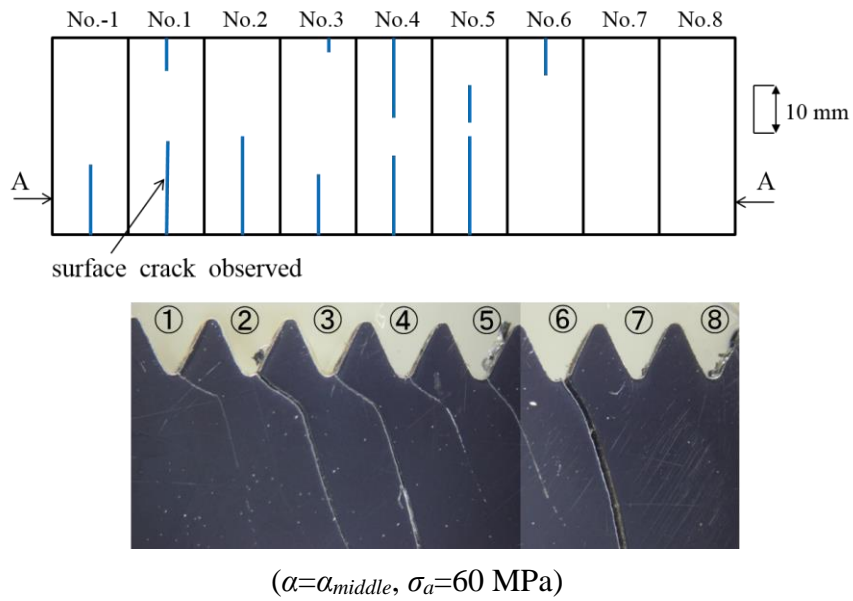 No.-1 No.1 No.2 No.3 No.4 No.5 No.6 No.7 No.8
10 mm
A A
surface crack observed
① ② ③ ④ ⑤ ⑥ ⑦ ⑧
(α=αmiddle, σa=60 MPa)